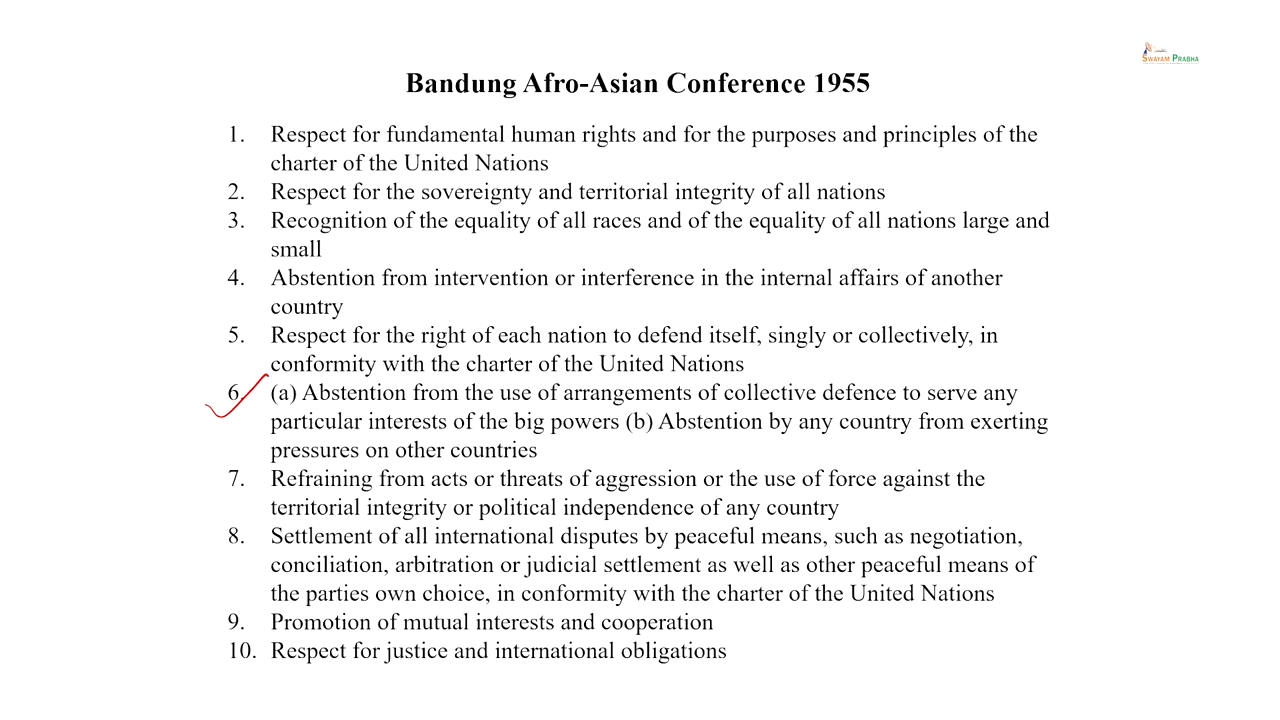 SWAYAM PRABHA
Bandung Afro-Asian Conference 1955
1. Respect for fundamental human rights and for the purposes and principles of the
charter of the United Nations
2. Respect for the sovereignty and territorial integrity of all nations
3. Recognition of the equality of all races and of the equality of all nations large and
small
4. Abstention from intervention or interference in the internal affairs of another
country
5. Respect for the right of each nation to defend itself, singly or collectively, in
conformity with the charter of the United Nations
6. (a) Abstention from the use of arrangements of collective defence to serve any
particular interests of the big powers (b) Abstention by any country from exerting
pressures on other countries
7. Refraining from acts or threats of aggression or the use of force against the
territorial integrity or political independence of any country
8. Settlement of all international disputes by peaceful means, such as negotiation,
conciliation, arbitration or judicial settlement as well as other peaceful means of
the parties own choice, in conformity with the charter of the United Nations
9. Promotion of mutual interests and cooperation
10. Respect for justice and international obligations